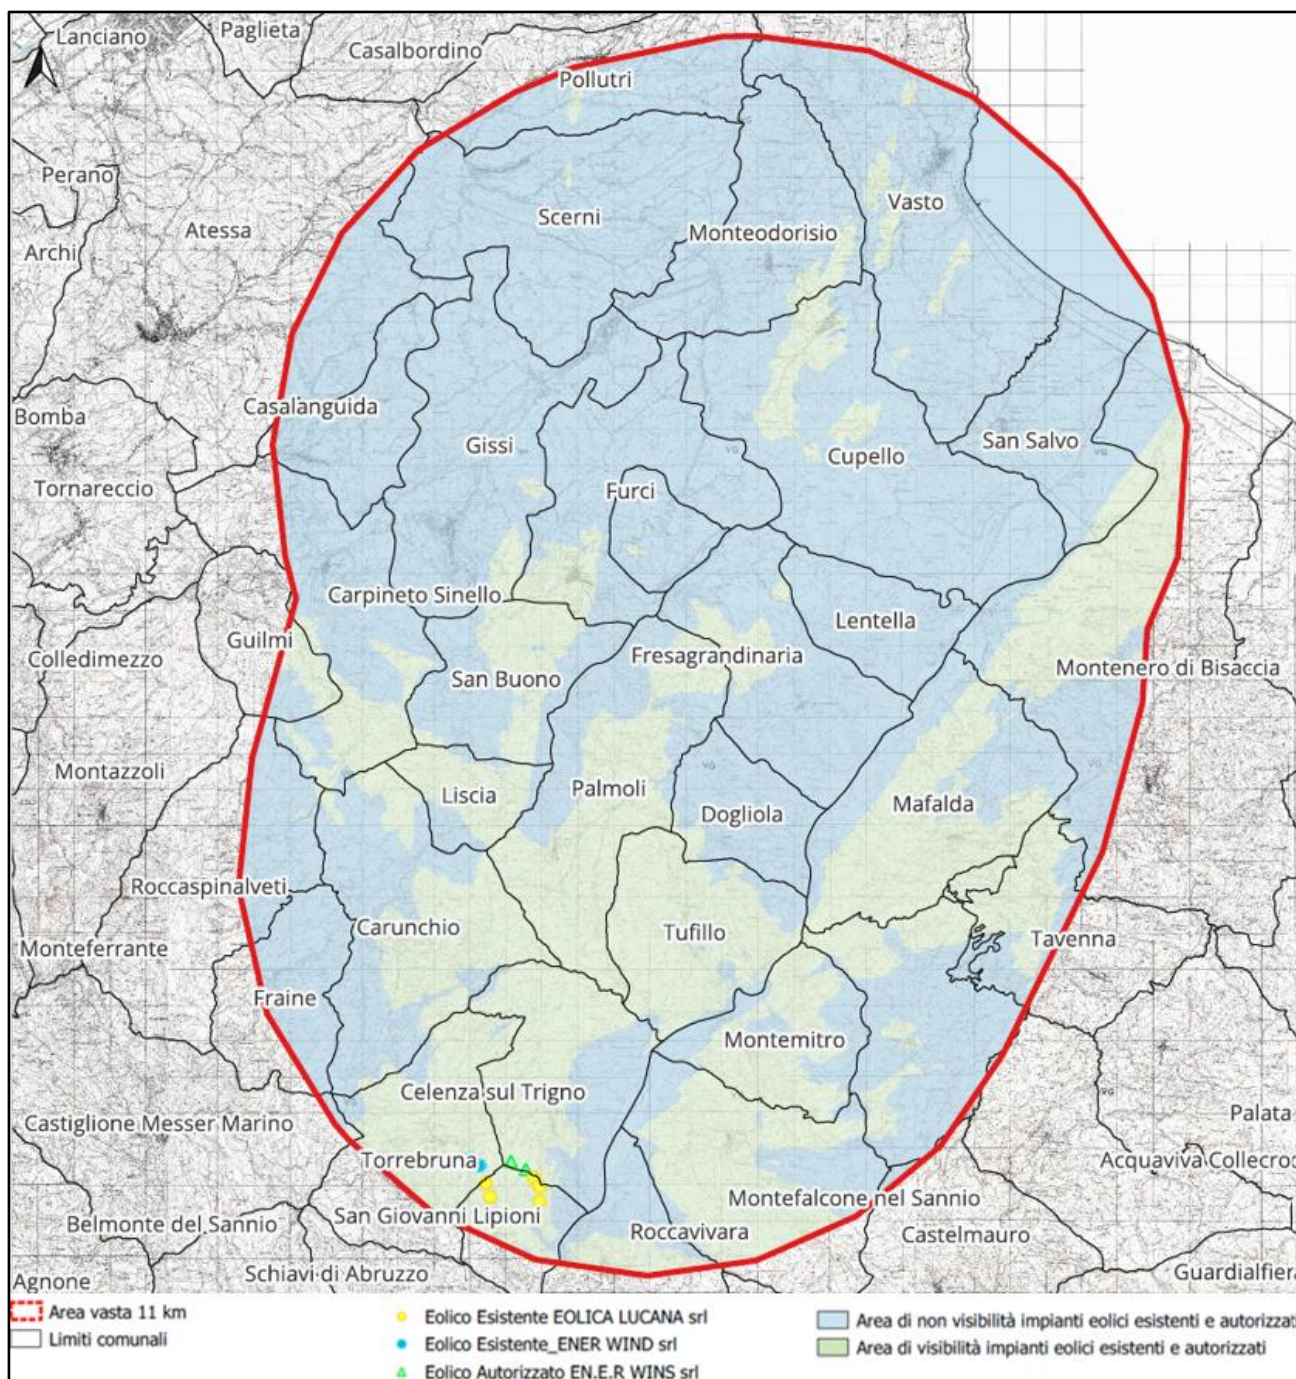 Lanciano
Paglieta
Casalbordino
Pollutri
Perano
Archi
Atessa
Scerni
Monteodorisio
Vasto
Bomba
Casalanguida
Gissi
Furci
Cupello
San Salvo
Tornareccio
Carpineto Sinello
Guilmi
Colledimezzo
San Buono
Fresagrandinaria
Lentella
Montenero di Bisaccia
Montazzoli
Liscia
Palmoli
Dogliola
Mafalda
Roccaspinalveti
Monteferrante
Carunchio
Tufillo
Tavenna
Fraine
Montemitro
Celenza sul Trigno
Castiglione Messer Marino
Palata
Torrebruna
Acquaviva Collecroc
Belmonte del Sannio
San Giovanni Lipioni
Montefalcone nel Sannio
Roccavivara
Castelmauro
Agnone
Schiavi di Abruzzo
Guardialfiera
Area vasta 11 km
Limiti comunali
Eolico Esistente EOLICA LUCANA srl
Eolico Esistente_ENER WIND srl
Eolico Autorizzato EN.E.R WINS srl
Area di non visibilità impianti eolici esistenti e autorizzati
Area di visibilità impianti eolici esistenti e autorizzati